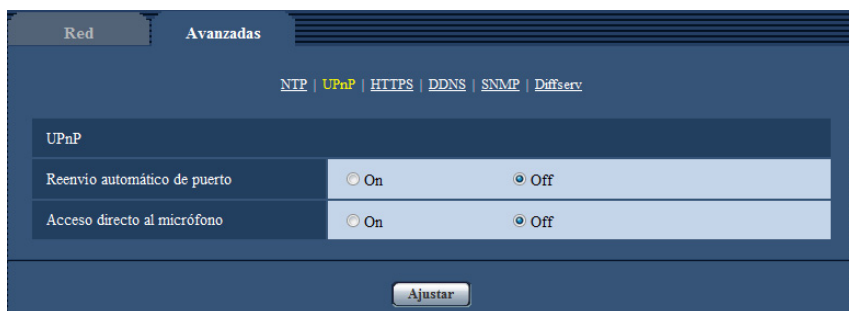 Red Avanzadas
NTP | UPnP | HTTPS | DDNS | SNMP | Diffserv
UPnP
Reenvío automático de puerto On Off
Acceso directo al micrófono On Off
Ajustar